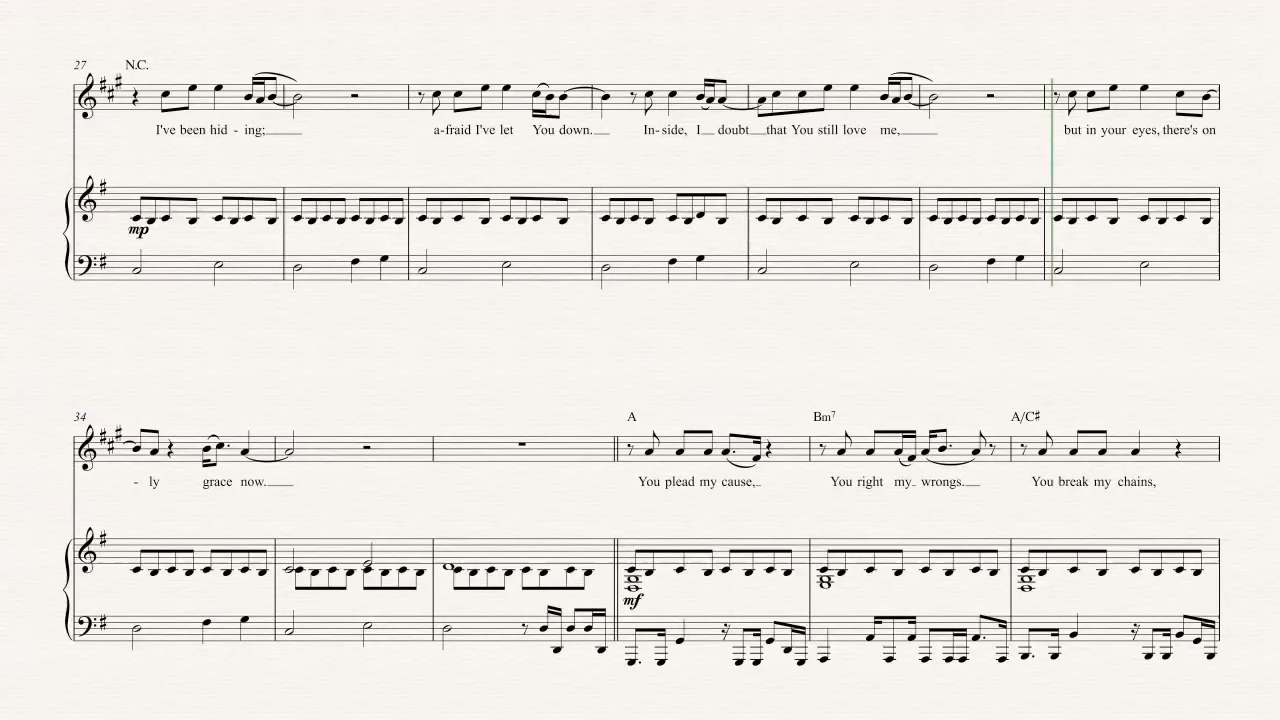 27 N.C.
I've been hid - ing; a-fraid I've let You down. In-side, I doubt that You still love me, but in your eyes, there's on
mp
34 A Bm7 A/C♯
- ly grace now. You plead my cause, You right my wrongs. You break my chains,
mf